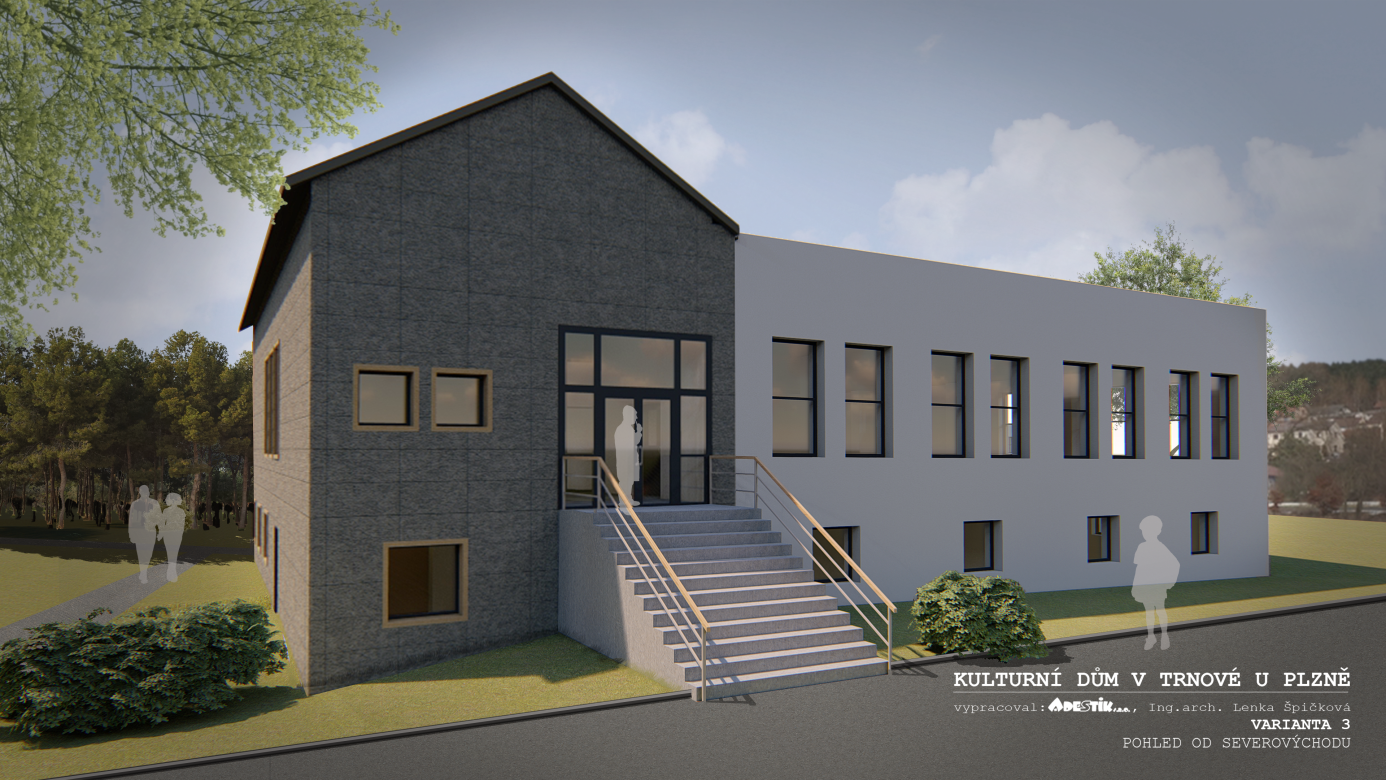 KULTURNÍ DŮM V TRNOVÉ U PLZNĚ
vypracoval: ADESTIK s.r.o., Ing.arch. Lenka Špičková
VARIANTA 3
POHLED OD SEVEROVÝCHODU